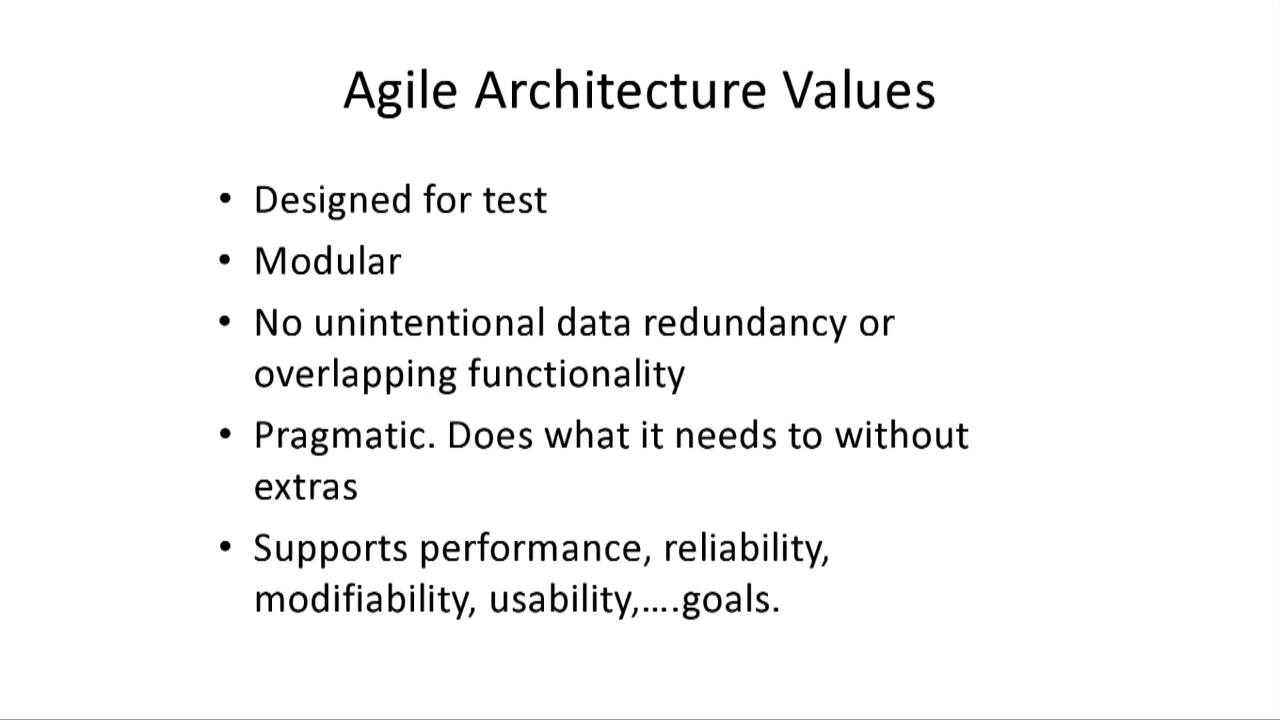 Agile Architecture Values
• Designed for test
• Modular
• No unintentional data redundancy or
overlapping functionality
• Pragmatic. Does what it needs to without
extras
• Supports performance, reliability,
modifiability, usability,....goals.